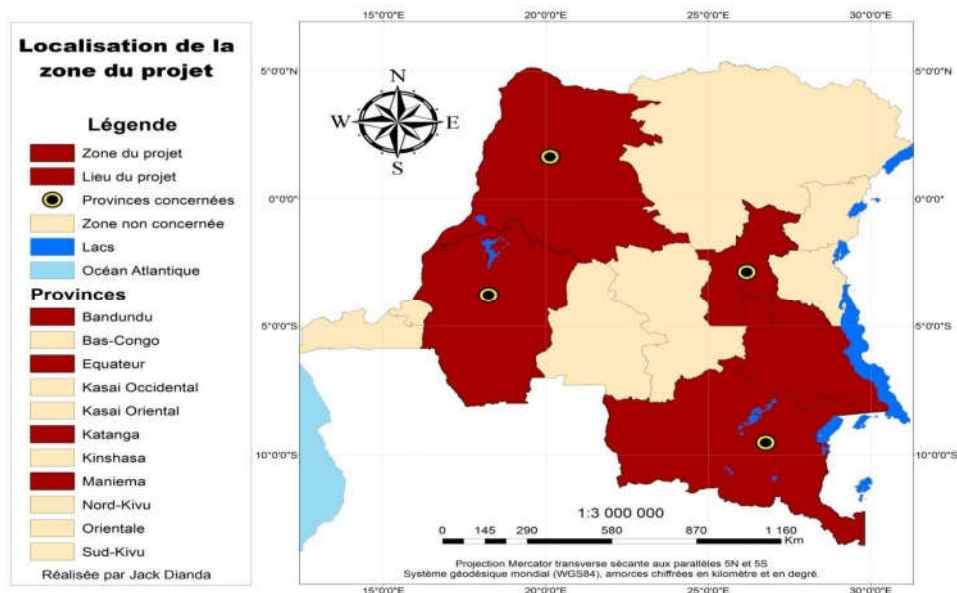 Localisation de la
zone du projet
Légende
Zone du projet
Lieu du projet
Provinces concernées
Zone non concernée
Lacs
Océan Atlantique
Provinces
Bandundu
Bas-Congo
Equateur
Kasai Occidental
Kasai Oriental
Katanga
Kinshasa
Maniema
Nord-Kivu
Orientale
Sud-Kivu
Réalisée par Jack Dianda
15°0'0"E 20°0'0"E 25°0'0"E 30°0'0"E
5°0'0"N 5°0'0"N
0°0'0" 0°0'0"
5°0'0"S 5°0'0"S
10°0'0"S 10°0'0"S
N
W E
S
1:3 000 000
0 145 290 580 870 1.160
Km
Projection Mercator transverse sécante aux parallèles 5N et 5S
Système géodésique mondial (WGS84), amorces chiffrées en kilomètre et en degré.
15°0'0"E 20°0'0"E 25°0'0"E 30°0'0"E